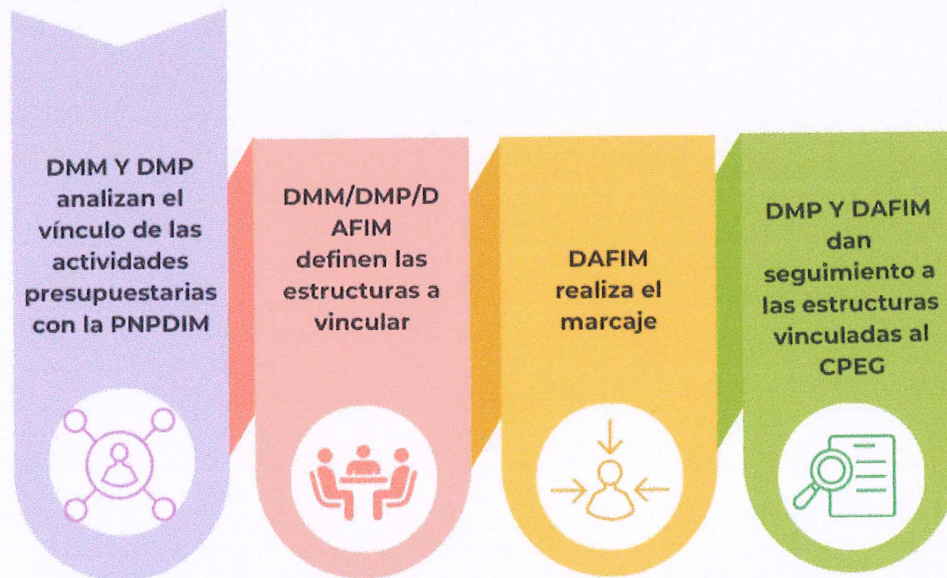 DMM Y DMP
analizan el
vínculo de las
actividades
presupuestarias
con la PNPDIM
DMM/DMP/D
AFIM
definen las
estructuras a
vincular
DAFIM
realiza el
marcaje
DMP Y DAFIM
dan
seguimiento a
las estructuras
vinculadas al
CPEG